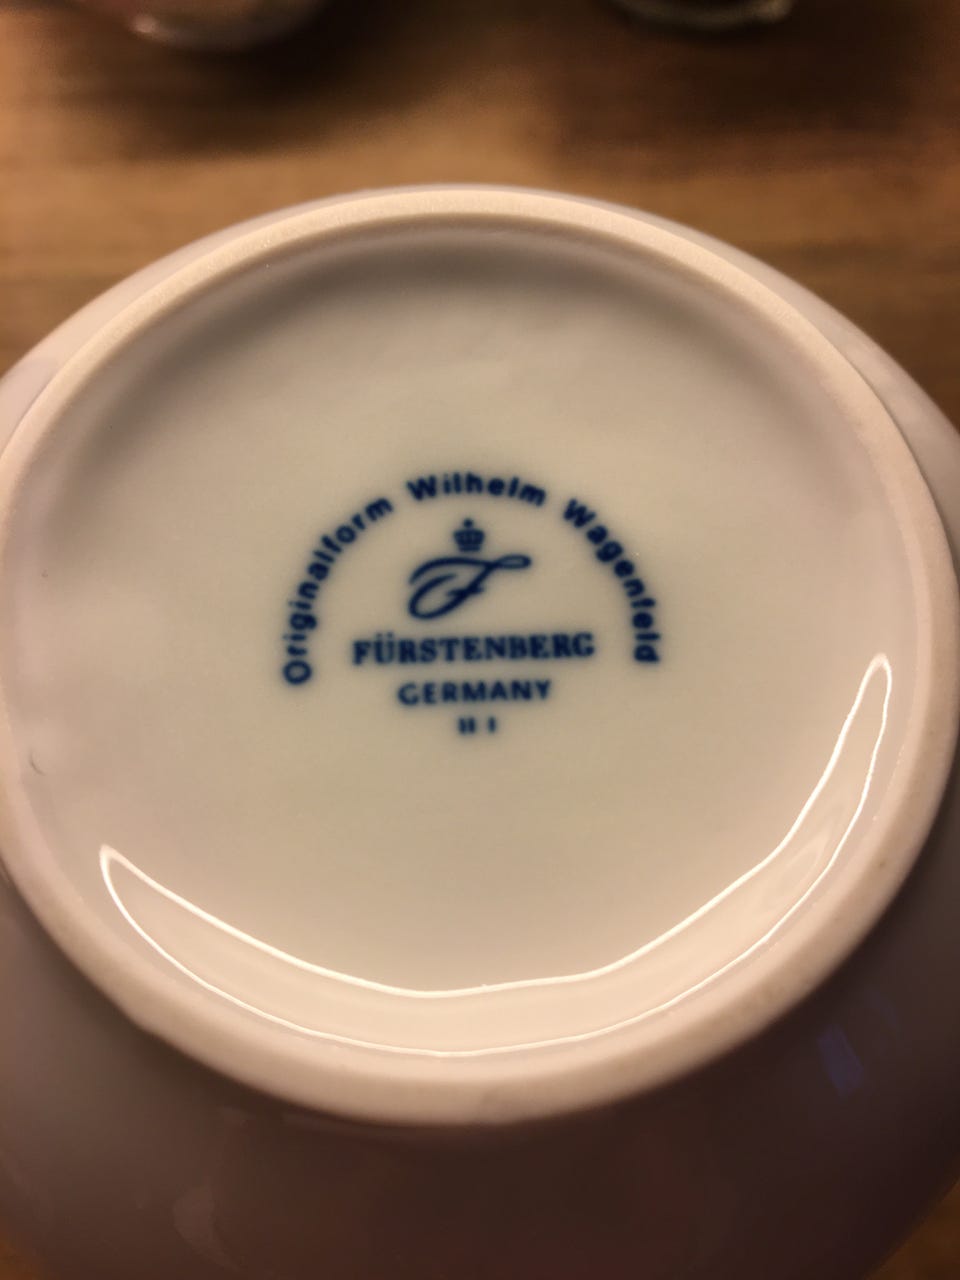 Originalform Wilhelm Wagenfeld
F
FÜRSTENBERG
GERMANY